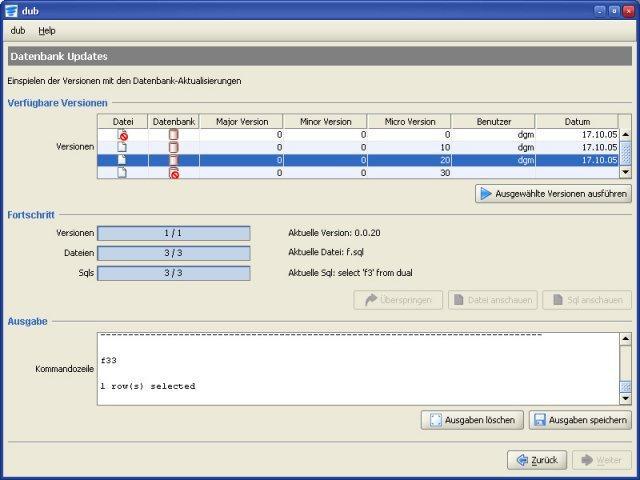 dub
dub Help
Datenbank Updates
Einspielen der Versionen mit den Datenbank-Aktualisierungen
Verfügbare Versionen
Datei Datenbank Major Version Minor Version Micro Version Benutzer Datum
0 0 0 dgm 17.10.05
Versionen 0 0 10 dgm 17.10.05
0 0 20 dgm 17.10.05
0 0 30
Ausgewählte Versionen ausführen
Fortschritt
Versionen 1 / 1 Aktuelle Version: 0.0.20
Dateien 3 / 3 Aktuelle Datei: f.sql
Sqls 3 / 3 Aktuelle Sql: select 'f3' from dual
Überspringen Datei anschauen Sql anschauen
Ausgabe
f33
Kommandozeile
1 row(s) selected
Ausgaben löschen Ausgaben speichern
Zurück Weiter